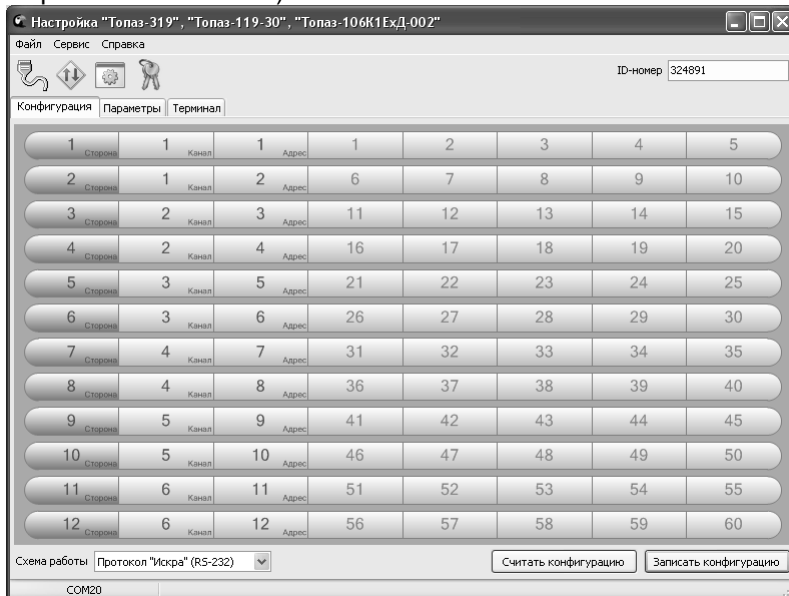 Настройка "Топаз-319", "Топаз-119-30", "Топаз-106К1ЕхД-002"
Файл Сервис Справка
ID-номер 324891
Конфигурация Параметры Терминал
1 Сторона 1 Канал 1 Адрес 1 2 3 4 5
2 Сторона 1 Канал 2 Адрес 6 7 8 9 10
3 Сторона 2 Канал 3 Адрес 11 12 13 14 15
4 Сторона 2 Канал 4 Адрес 16 17 18 19 20
5 Сторона 3 Канал 5 Адрес 21 22 23 24 25
6 Сторона 3 Канал 6 Адрес 26 27 28 29 30
7 Сторона 4 Канал 7 Адрес 31 32 33 34 35
8 Сторона 4 Канал 8 Адрес 36 37 38 39 40
9 Сторона 5 Канал 9 Адрес 41 42 43 44 45
10 Сторона 5 Канал 10 Адрес 46 47 48 49 50
11 Сторона 6 Канал 11 Адрес 51 52 53 54 55
12 Сторона 6 Канал 12 Адрес 56 57 58 59 60
Схема работы Протокол "Искра" (RS-232) Считать конфигурацию Записать конфигурацию
COM20